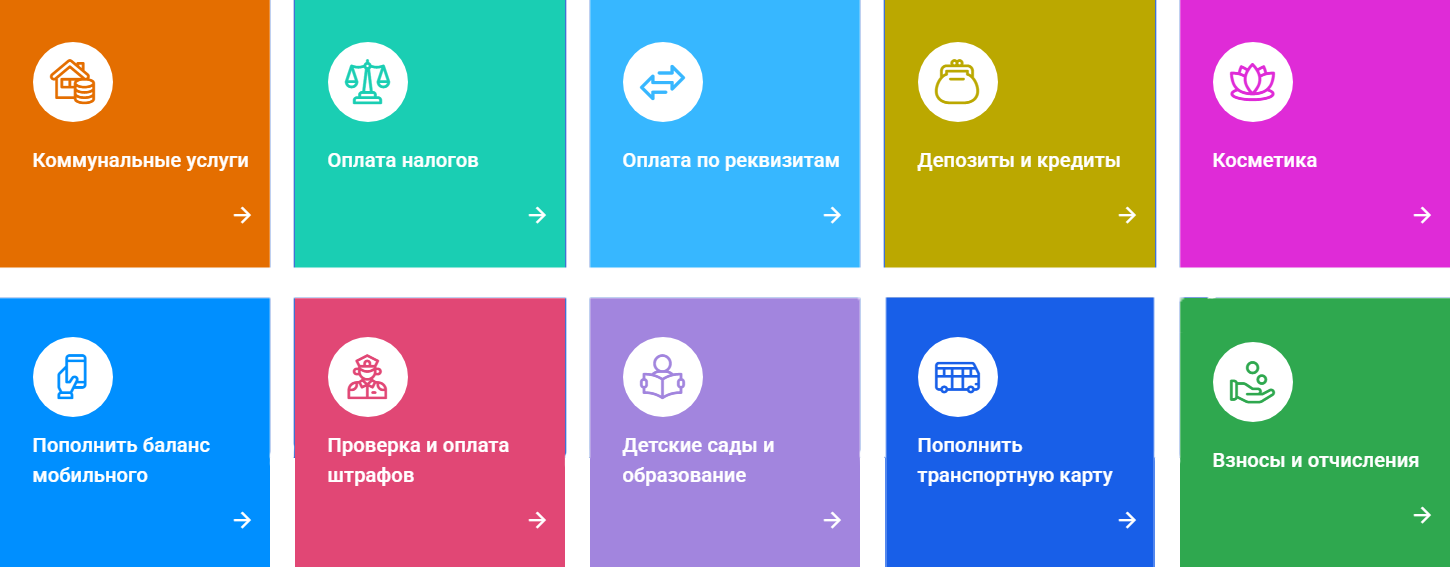 Коммунальные услуги
Оплата налогов
Оплата по реквизитам
Депозиты и кредиты
Косметика
Пополнить баланс
мобильного
Проверка и оплата
штрафов
Детские сады и
образование
Пополнить
транспортную карту
Взносы и отчисления